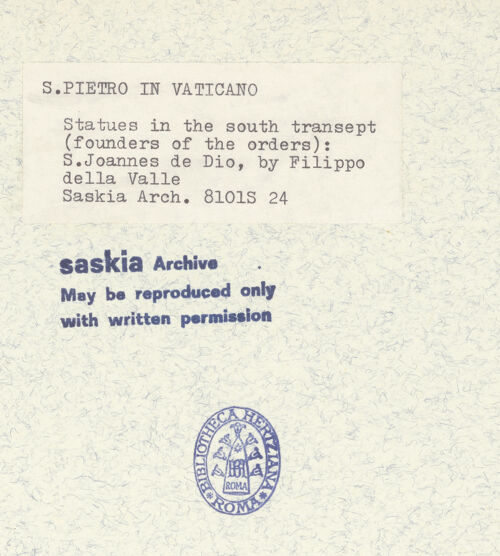 S.PIETRO IN VATICANO
Statues in the south transept
(founders of the orders):
S.Joannes de Dio, by Filippo
della Valle
Saskia Arch. 8101S 24
saskia Archive
May be reproduced only
with written permission
BIBLIOTHECA HERTZIANA
ROMA
ROMA